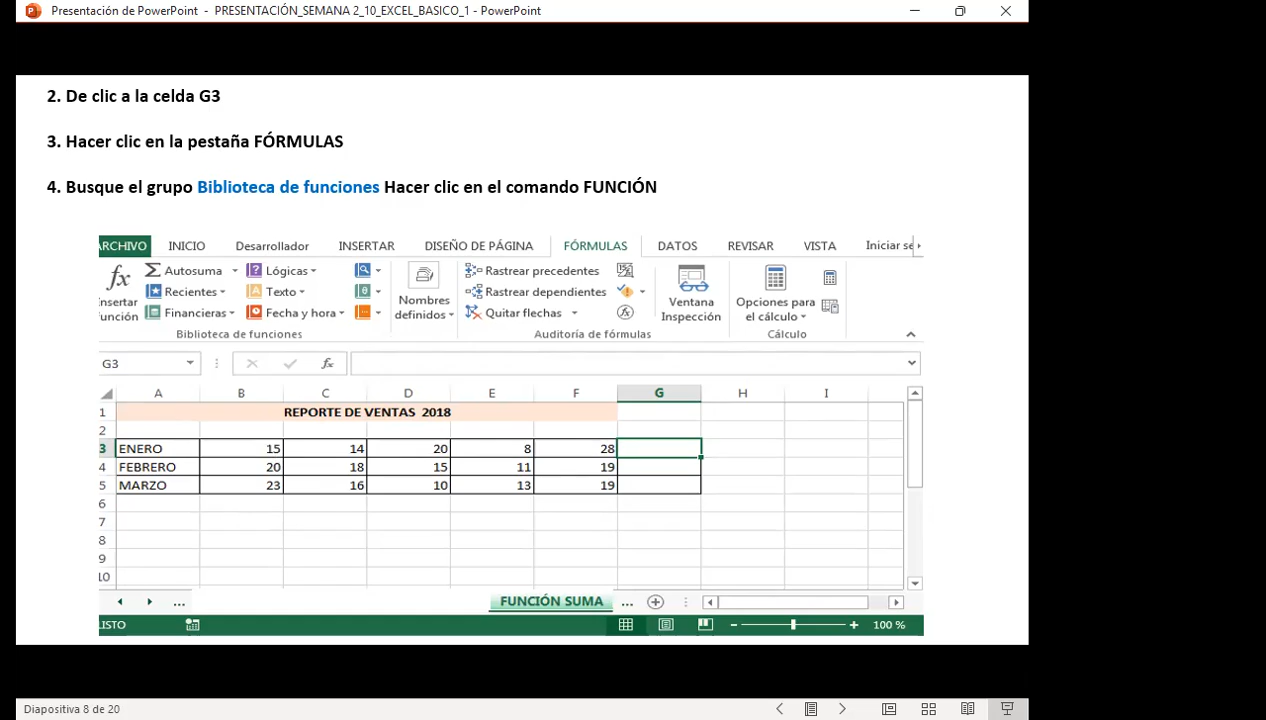 Presentación de PowerPoint - PRESENTACIÓN_SEMANA 2_10_EXCEL_BASICO_1 - PowerPoint
2. De clic a la celda G3
3. Hacer clic en la pestaña FÓRMULAS
4. Busque el grupo Biblioteca de funciones Hacer clic en el comando FUNCIÓN
ARCHIVO INICIO Desarrollador INSERTAR DISEÑO DE PÁGINA FÓRMULAS DATOS REVISAR VISTA Iniciar se
fx Autosuma Lógicas Rastrear precedentes
Insertar función Recientes Texto Nombres definidos Rastrear dependientes Ventana Inspección Opciones para el cálculo
Financieras Fecha y hora Quitar flechas
Biblioteca de funciones Auditoría de fórmulas Cálculo
G3 fx
A B C D E F G H I
1 REPORTE DE VENTAS 2018
2
3 ENERO 15 14 20 8 28
4 FEBRERO 20 18 15 11 19
5 MARZO 23 16 10 13 19
6
7
8
9
10
... FUNCIÓN SUMA ...
LISTO 100 %
Diapositiva 8 de 20